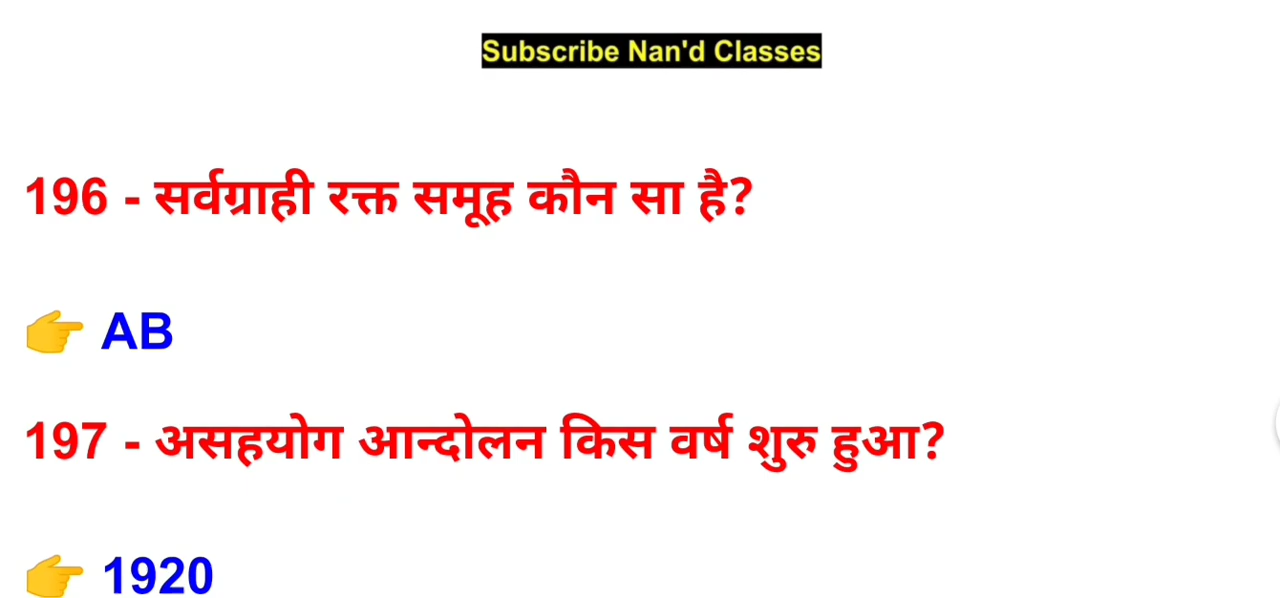 Subscribe Nan'd Classes
196 - सर्वग्राही रक्त समूह कौन सा है?
👉 AB
197 - असहयोग आन्दोलन किस वर्ष शुरु हुआ?
👉 1920